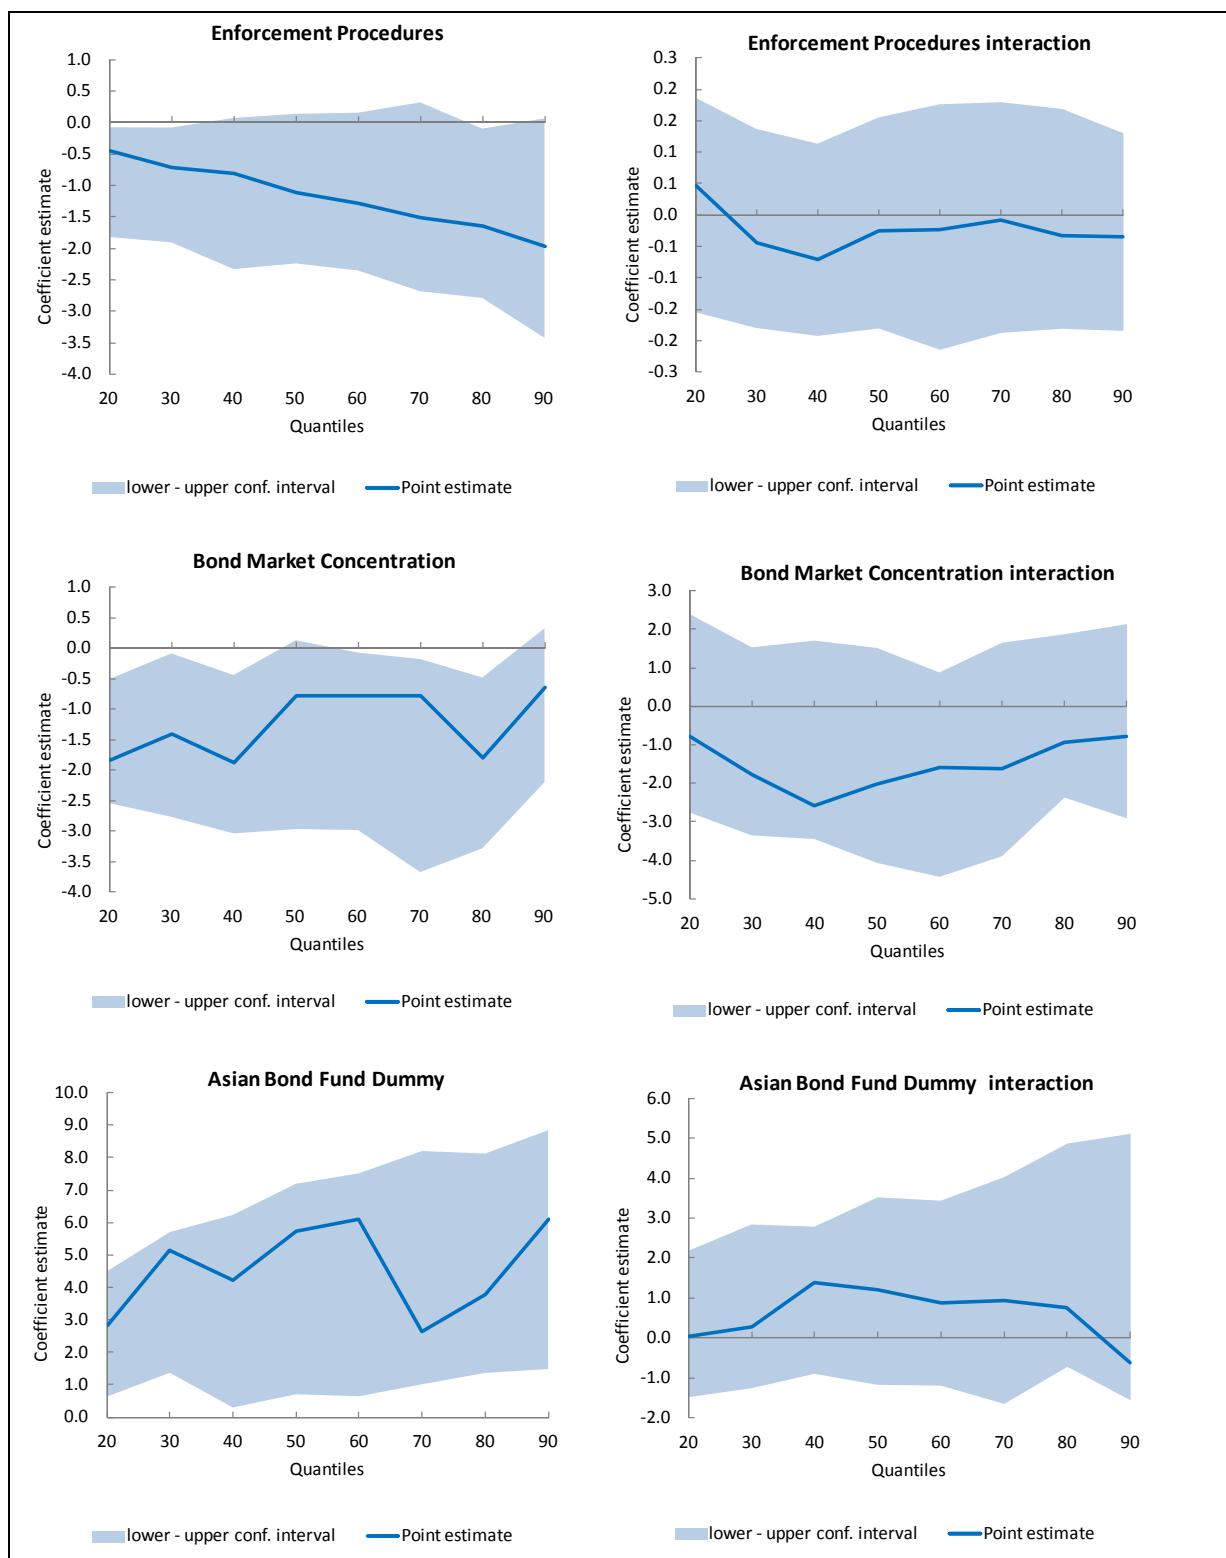 Enforcement Procedures
1.0
0.5
0.0
-0.5
-1.0
-1.5
-2.0
-2.5
-3.0
-3.5
-4.0
Coefficient estimate
20 30 40 50 60 70 80 90
Quantiles
lower - upper conf. interval Point estimate
Enforcement Procedures interaction
0.3
0.2
0.2
0.1
0.1
0.0
-0.1
-0.1
-0.2
-0.2
-0.3
Coefficient estimate
20 30 40 50 60 70 80 90
Quantiles
lower - upper conf. interval Point estimate
Bond Market Concentration
1.0
0.5
0.0
-0.5
-1.0
-1.5
-2.0
-2.5
-3.0
-3.5
-4.0
Coefficient estimate
20 30 40 50 60 70 80 90
Quantiles
lower - upper conf. interval Point estimate
Bond Market Concentration interaction
3.0
2.0
1.0
0.0
-1.0
-2.0
-3.0
-4.0
-5.0
Coefficient estimate
20 30 40 50 60 70 80 90
Quantiles
lower - upper conf. interval Point estimate
Asian Bond Fund Dummy
10.0
9.0
8.0
7.0
6.0
5.0
4.0
3.0
2.0
1.0
0.0
Coefficient estimate
20 30 40 50 60 70 80 90
Quantiles
lower - upper conf. interval Point estimate
Asian Bond Fund Dummy interaction
6.0
5.0
4.0
3.0
2.0
1.0
0.0
-1.0
-2.0
Coefficient estimate
20 30 40 50 60 70 80 90
Quantiles
lower - upper conf. interval Point estimate